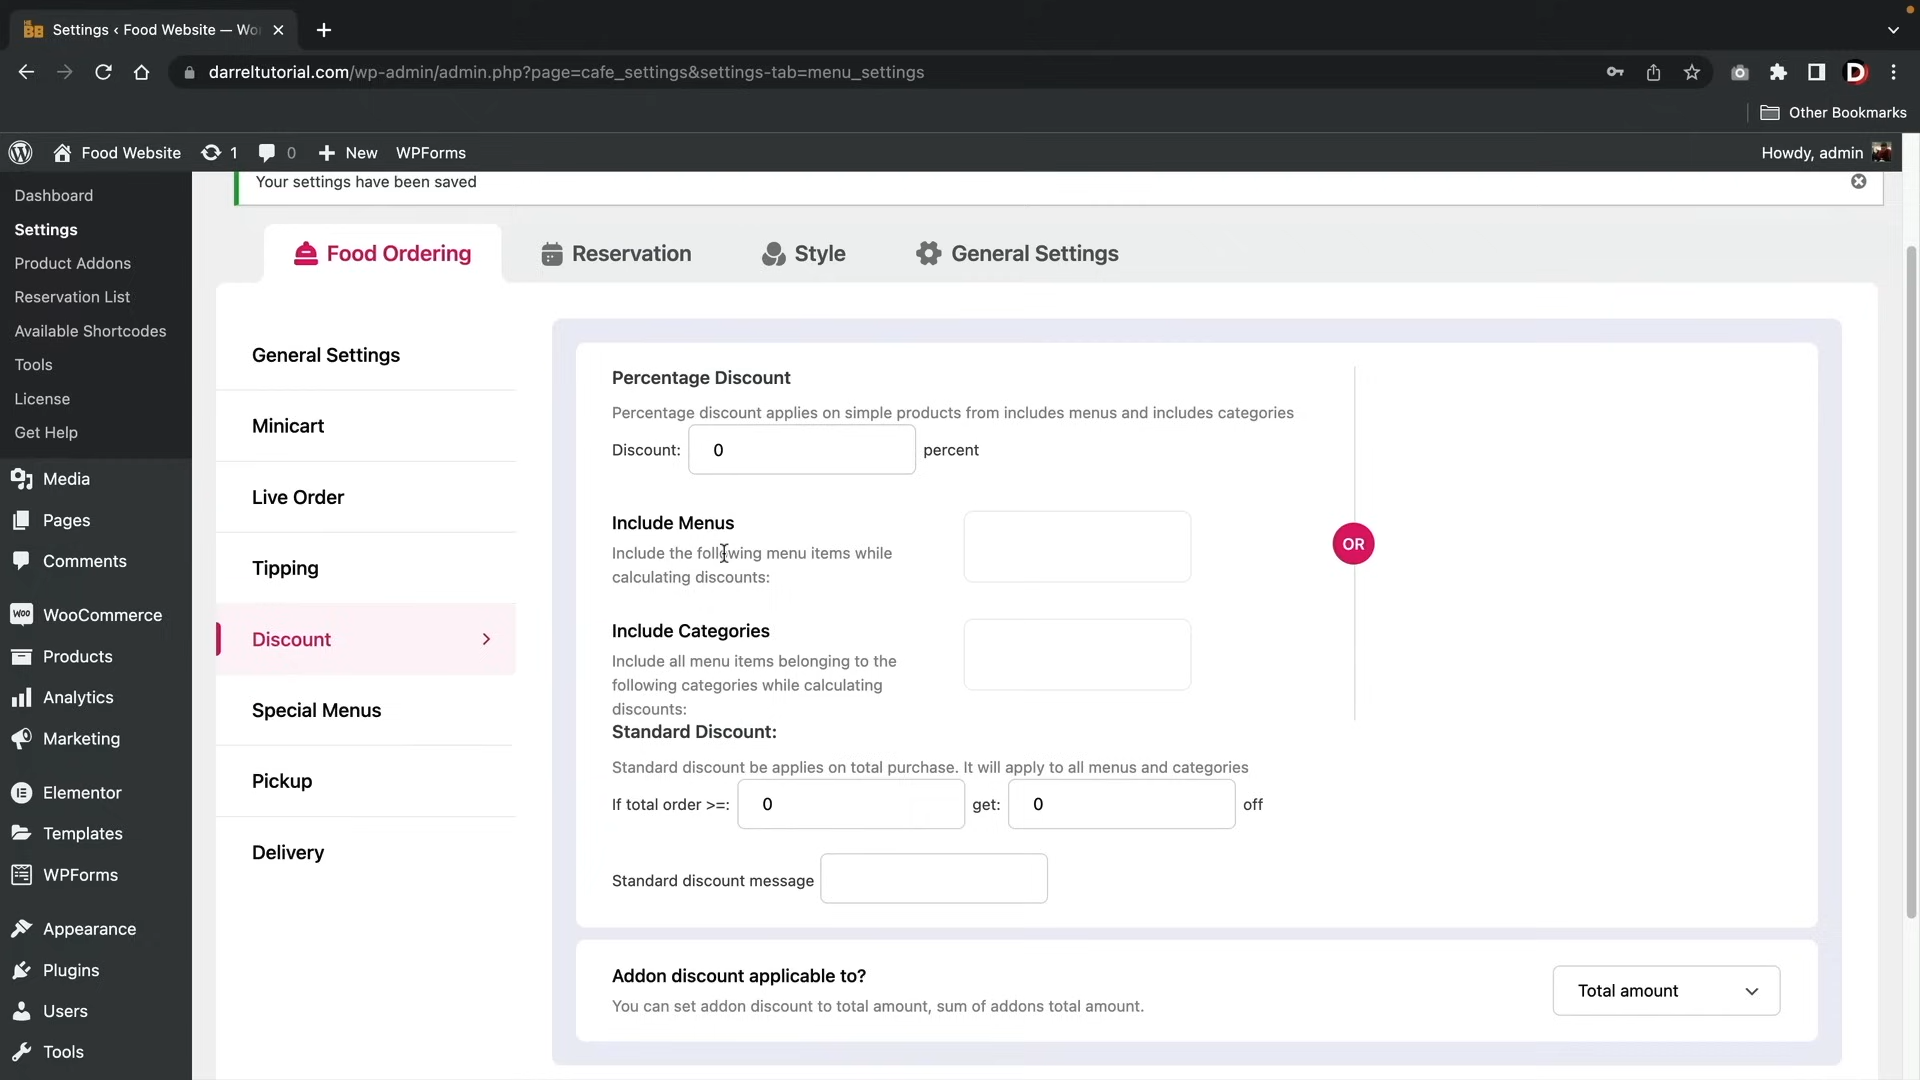 Settings ‹ Food Website — Wo
darreltutorial.com/wp-admin/admin.php?page=cafe_settings&settings-tab=menu_settings
D
Other Bookmarks
Food Website 1 0 New WPForms
Howdy, admin
Dashboard
Settings
Product Addons
Reservation List
Available Shortcodes
Tools
License
Get Help
Media
Pages
Comments
Woo WooCommerce
Products
Analytics
Marketing
Elementor
Templates
WPForms
Appearance
Plugins
Users
Tools
Your settings have been saved
Food Ordering
Reservation
Style
General Settings
General Settings
Minicart
Live Order
Tipping
Discount
Special Menus
Pickup
Delivery
Percentage Discount
Percentage discount applies on simple products from includes menus and includes categories
Discount: 0 percent
Include Menus
Include the following menu items while
calculating discounts:
OR
Include Categories
Include all menu items belonging to the
following categories while calculating
discounts:
Standard Discount:
Standard discount be applies on total purchase. It will apply to all menus and categories
If total order >=: 0 get: 0 off
Standard discount message
Addon discount applicable to?
You can set addon discount to total amount, sum of addons total amount.
Total amount